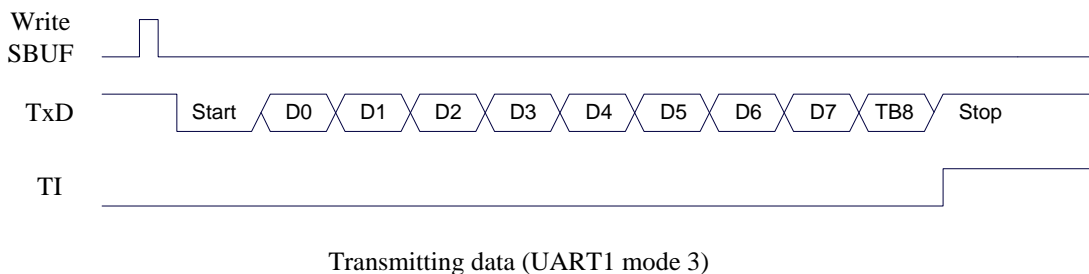 Write
SBUF
TxD Start D0 D1 D2 D3 D4 D5 D6 D7 TB8 Stop
TI
Transmitting data (UART1 mode 3)